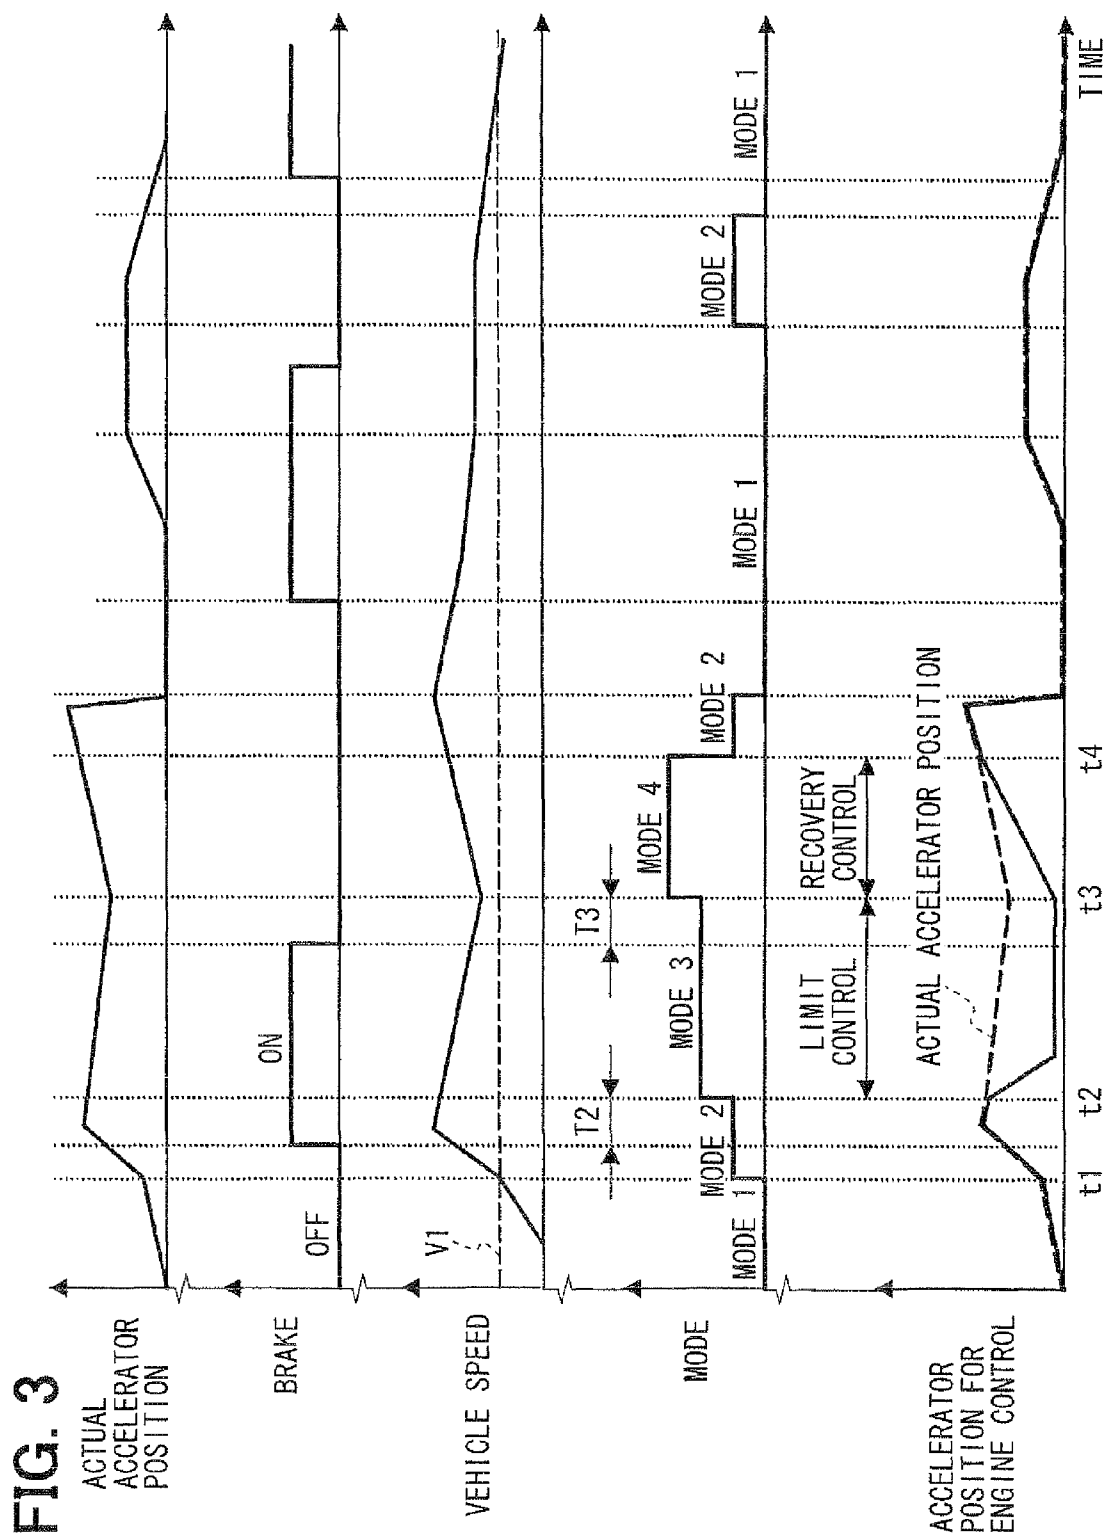 FIG. 3
ACTUAL
ACCELERATOR
POSITION
BRAKE
OFF
ON
VEHICLE SPEED
V1
MODE
MODE 1
MODE 2
T2
MODE 3
T3
MODE 4
MODE 2
MODE 1
MODE 2
MODE 1
LIMIT
CONTROL
RECOVERY
CONTROL
ACTUAL ACCELERATOR POSITION
ACCELERATOR
POSITION FOR
ENGINE CONTROL
t1
t2
t3
t4
TIME